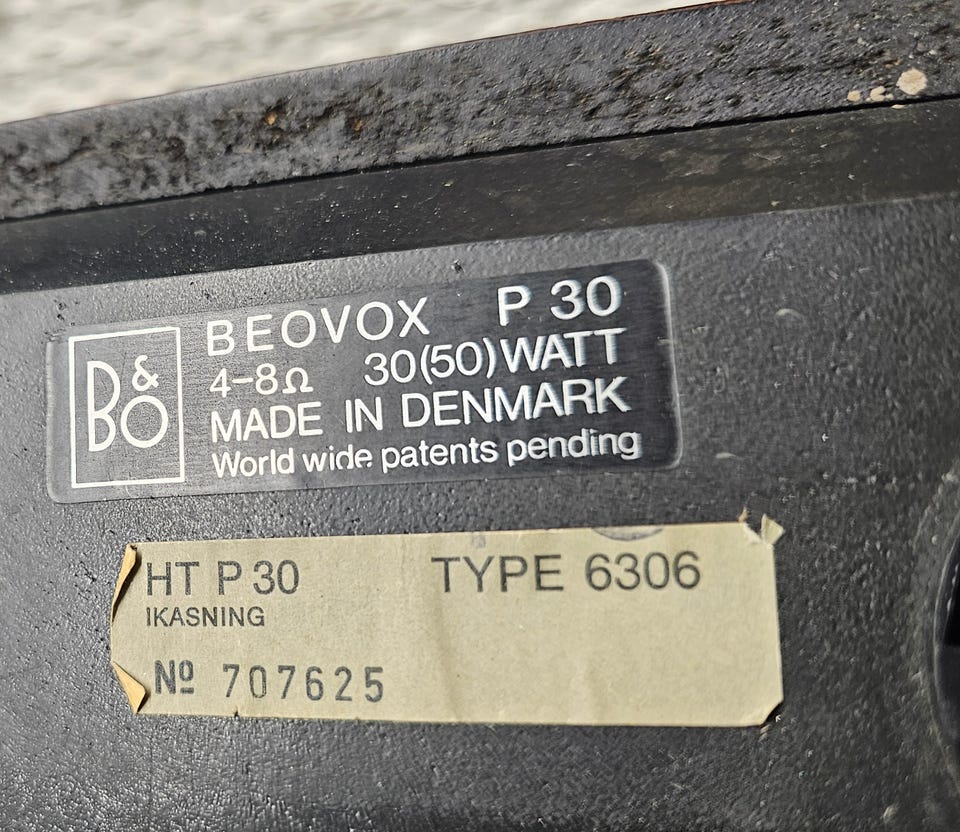 B&O
BEOVOX P 30
4-8Ω 30(50)WATT
MADE IN DENMARK
World wide patents pending
HT P 30 TYPE 6306
IKASNING
Nº 707625